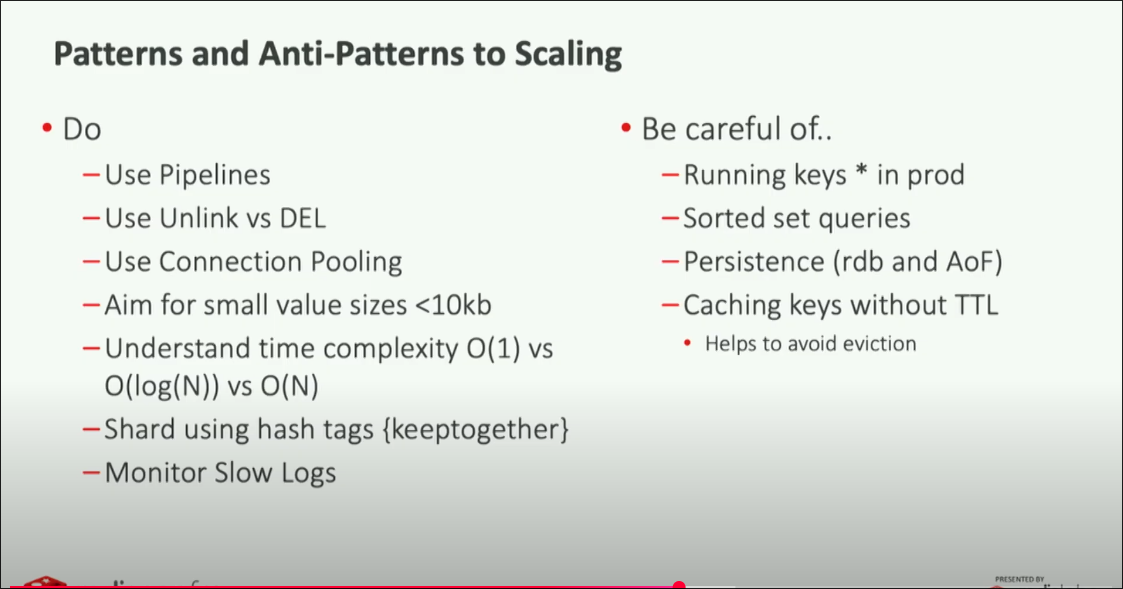 Patterns and Anti-Patterns to Scaling
• Do
–Use Pipelines
–Use Unlink vs DEL
–Use Connection Pooling
–Aim for small value sizes <10kb
–Understand time complexity O(1) vs
O(log(N)) vs O(N)
–Shard using hash tags {keeptogether}
–Monitor Slow Logs
• Be careful of..
–Running keys * in prod
–Sorted set queries
–Persistence (rdb and AoF)
–Caching keys without TTL
• Helps to avoid eviction
PRESENTED BY